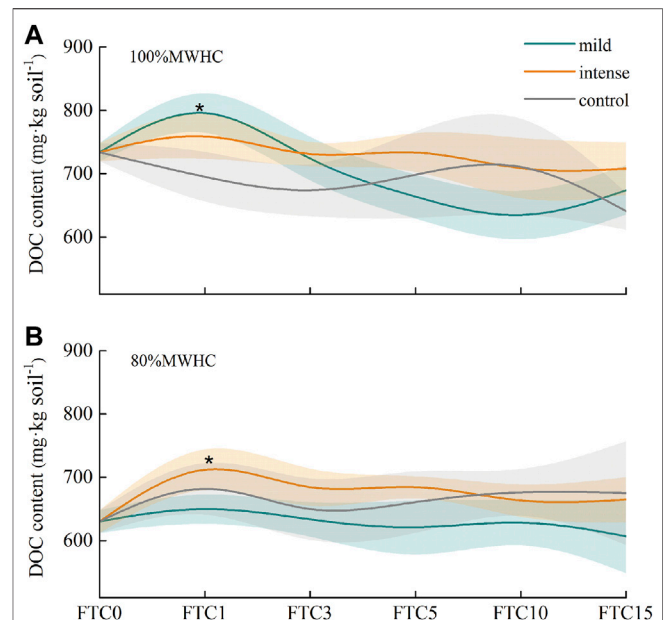 A
100%MWHC
mild
intense
control
*
900
800
700
600
DOC content (mg·kg soil⁻¹)
B
80%MWHC
*
900
800
700
600
DOC content (mg·kg soil⁻¹)
FTC0 FTC1 FTC3 FTC5 FTC10 FTC15